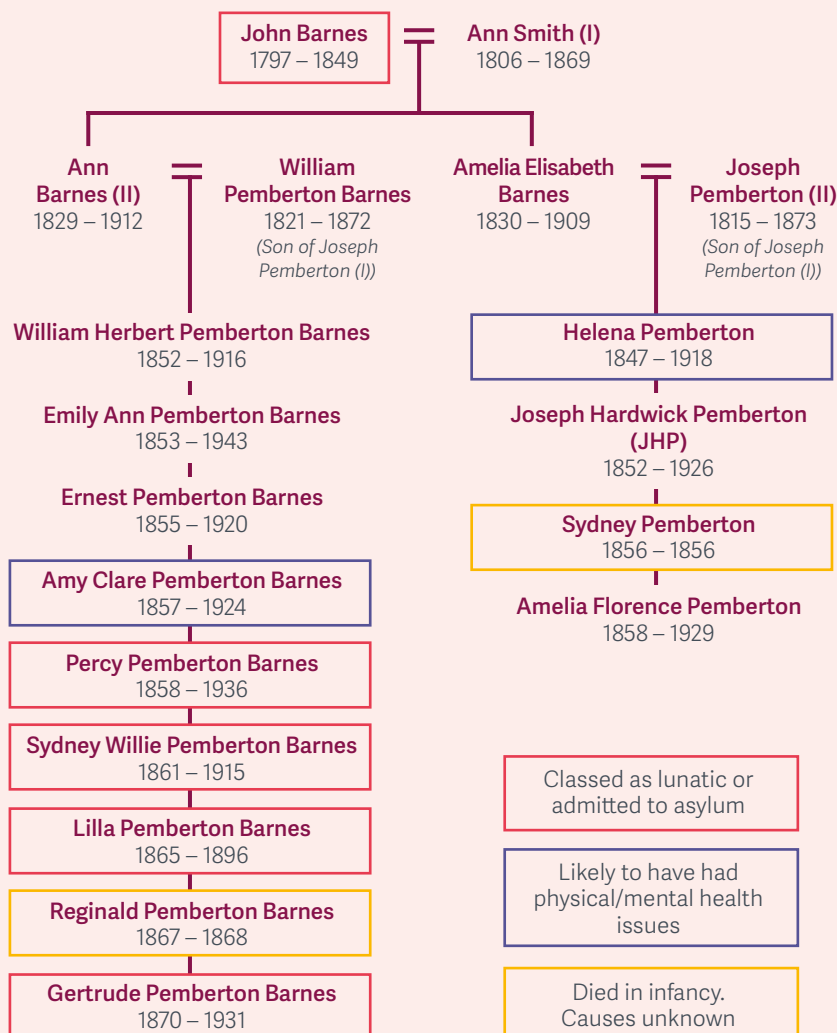 John Barnes
1797 – 1849
Ann Smith (I)
1806 – 1869
Ann
Barnes (II)
1829 – 1912
William
Pemberton Barnes
1821 – 1872
(Son of Joseph
Pemberton (I))
Amelia Elisabeth
Barnes
1830 – 1909
Joseph
Pemberton (II)
1815 – 1873
(Son of Joseph
Pemberton (I))
William Herbert Pemberton Barnes
1852 – 1916
Emily Ann Pemberton Barnes
1853 – 1943
Ernest Pemberton Barnes
1855 – 1920
Amy Clare Pemberton Barnes
1857 – 1924
Percy Pemberton Barnes
1858 – 1936
Sydney Willie Pemberton Barnes
1861 – 1915
Lilla Pemberton Barnes
1865 – 1896
Reginald Pemberton Barnes
1867 – 1868
Gertrude Pemberton Barnes
1870 – 1931
Helena Pemberton
1847 – 1918
Joseph Hardwick Pemberton
(JHP)
1852 – 1926
Sydney Pemberton
1856 – 1856
Amelia Florence Pemberton
1858 – 1929
Classed as lunatic or
admitted to asylum
Likely to have had
physical/mental health
issues
Died in infancy.
Causes unknown